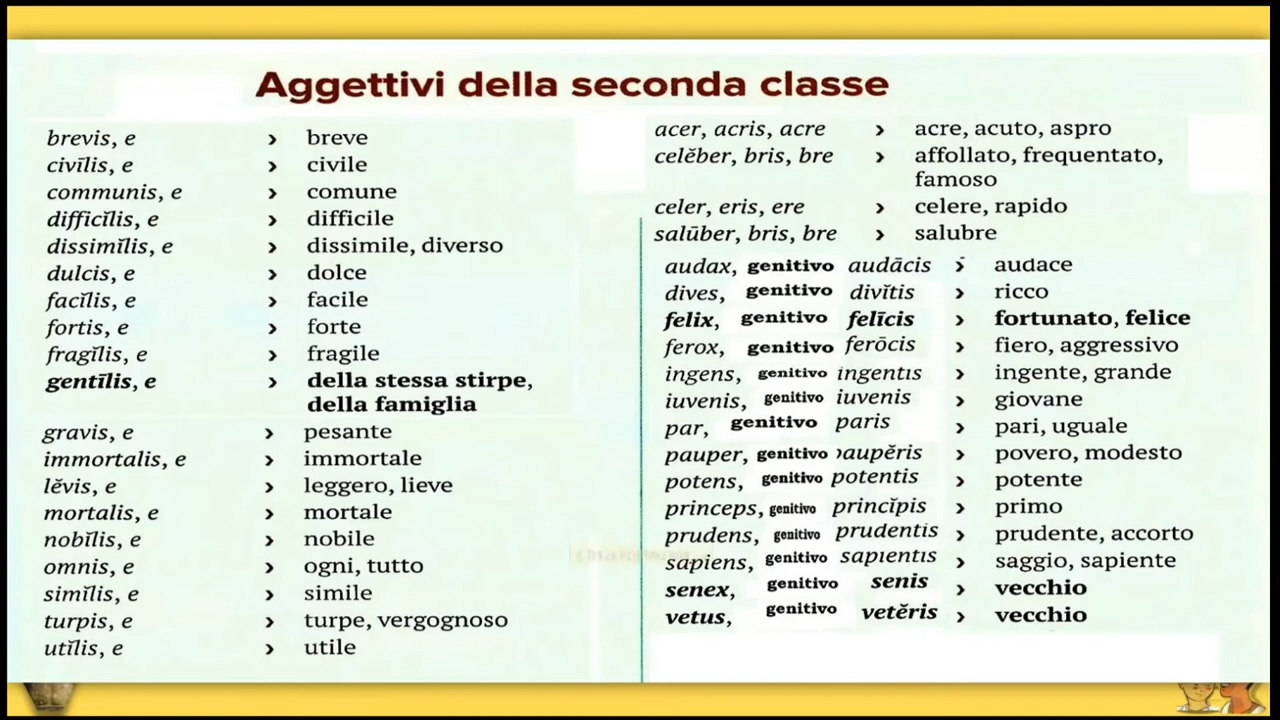 Aggettivi della seconda classe
brevis, e › breve
civīlis, e › civile
communis, e › comune
difficĭlis, e › difficile
dissimĭlis, e › dissimile, diverso
dulcis, e › dolce
facĭlis, e › facile
fortis, e › forte
fragĭlis, e › fragile
gentīlis, e › della stessa stirpe,
della famiglia
gravis, e › pesante
immortalis, e › immortale
lĕvis, e › leggero, lieve
mortalis, e › mortale
nobĭlis, e › nobile
omnis, e › ogni, tutto
simĭlis, e › simile
turpis, e › turpe, vergognoso
utĭlis, e › utile
acer, acris, acre › acre, acuto, aspro
celĕber, bris, bre › affollato, frequentato,
famoso
celer, eris, ere › celere, rapido
salūber, bris, bre › salubre
audax, genitivo audācis › audace
dives, genitivo divĭtis › ricco
felix, genitivo felīcis › fortunato, felice
ferox, genitivo ferōcis › fiero, aggressivo
ingens, genitivo ingentis › ingente, grande
iuvenis, genitivo iuvenis › giovane
par, genitivo paris › pari, uguale
pauper, genitivo paupĕris › povero, modesto
potens, genitivo potentis › potente
princeps, genitivo princĭpis › primo
prudens, genitivo prudentis › prudente, accorto
sapiens, genitivo sapientis › saggio, sapiente
senex, genitivo senis › vecchio
vetus, genitivo vetĕris › vecchio